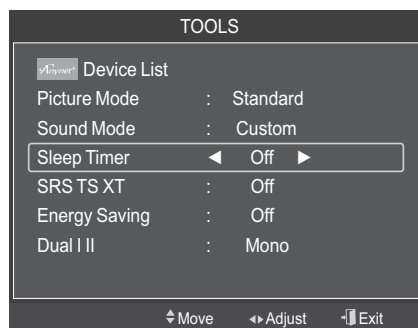 TOOLS
Anynet+ Device List
Picture Mode : Standard
Sound Mode : Custom
Sleep Timer ◄ Off ►
SRS TS XT : Off
Energy Saving : Off
Dual I II : Mono
Move Adjust Exit